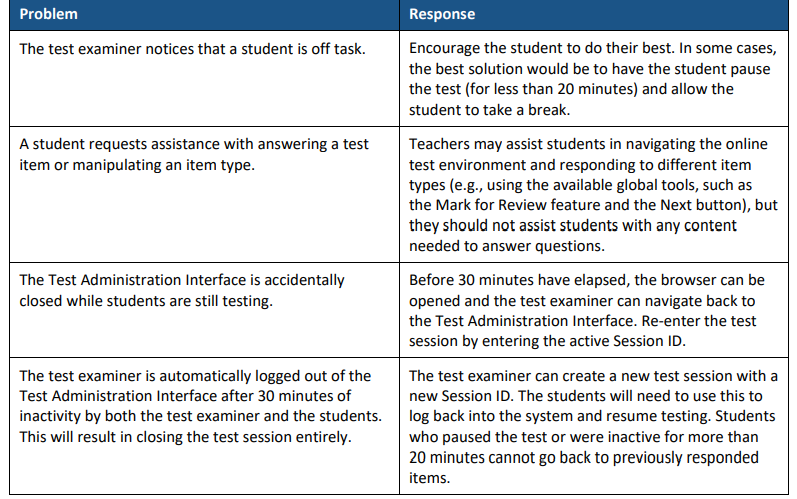 Problem
Response
The test examiner notices that a student is off task.
Encourage the student to do their best. In some cases,
the best solution would be to have the student pause
the test (for less than 20 minutes) and allow the
student to take a break.
A student requests assistance with answering a test
item or manipulating an item type.
Teachers may assist students in navigating the online
test environment and responding to different item
types (e.g., using the available global tools, such as
the Mark for Review feature and the Next button), but
they should not assist students with any content
needed to answer questions.
The Test Administration Interface is accidentally
closed while students are still testing.
Before 30 minutes have elapsed, the browser can be
opened and the test examiner can navigate back to
the Test Administration Interface. Re-enter the test
session by entering the active Session ID.
The test examiner is automatically logged out of the
Test Administration Interface after 30 minutes of
inactivity by both the test examiner and the students.
This will result in closing the test session entirely.
The test examiner can create a new test session with a
new Session ID. The students will need to use this to
log back into the system and resume testing. Students
who paused the test or were inactive for more than
20 minutes cannot go back to previously responded
items.